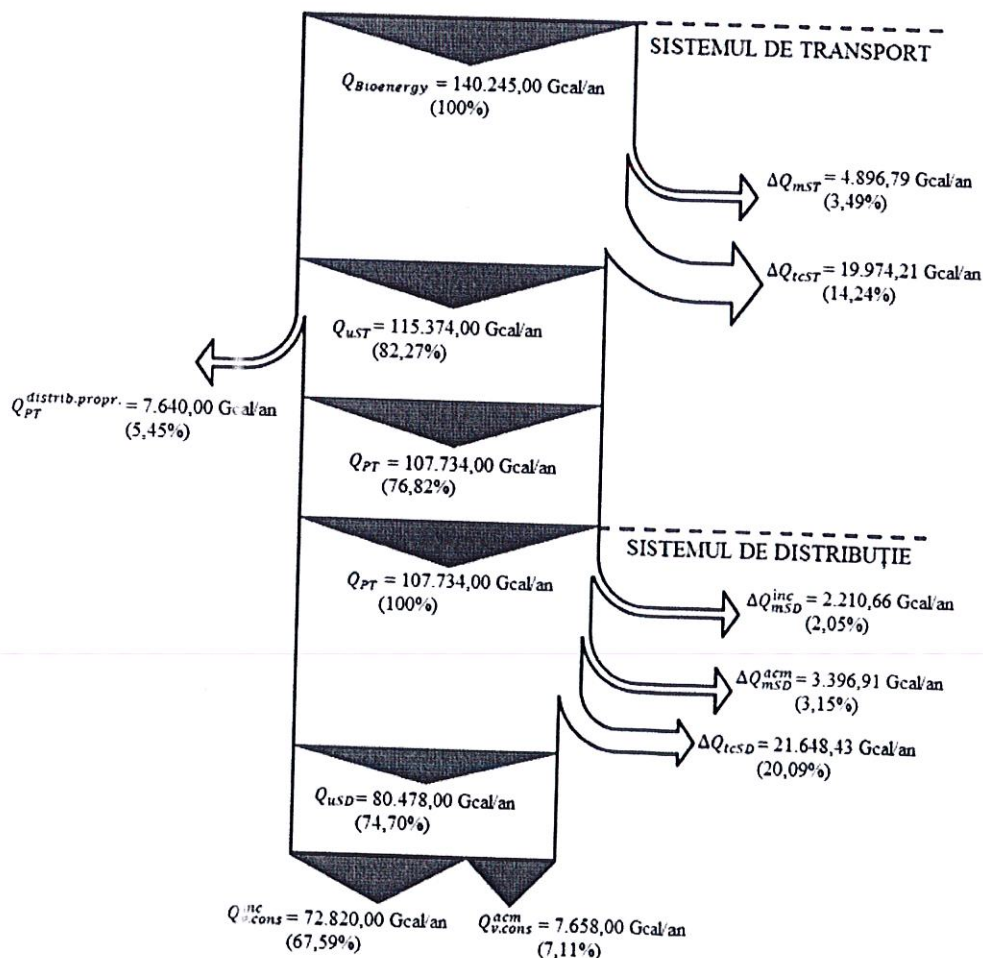 SISTEMUL DE TRANSPORT
Q_Bioenergy = 140.245,00 Gcal/an
(100%)
ΔQ_mST = 4.896,79 Gcal/an
(3,49%)
ΔQ_tcST = 19.974,21 Gcal/an
(14,24%)
Q_uST = 115.374,00 Gcal/an
(82,27%)
Q_PT^distrib.propr. = 7.640,00 Gcal/an
(5,45%)
Q_PT = 107.734,00 Gcal/an
(76,82%)
SISTEMUL DE DISTRIBUȚIE
Q_PT = 107.734,00 Gcal/an
(100%)
ΔQ_mSD^inc = 2.210,66 Gcal/an
(2,05%)
ΔQ_mSD^acm = 3.396,91 Gcal/an
(3,15%)
ΔQ_tcSD = 21.648,43 Gcal/an
(20,09%)
Q_uSD = 80.478,00 Gcal/an
(74,70%)
Q_v.cons^inc = 72.820,00 Gcal/an
(67,59%)
Q_v.cons^acm = 7.658,00 Gcal/an
(7,11%)